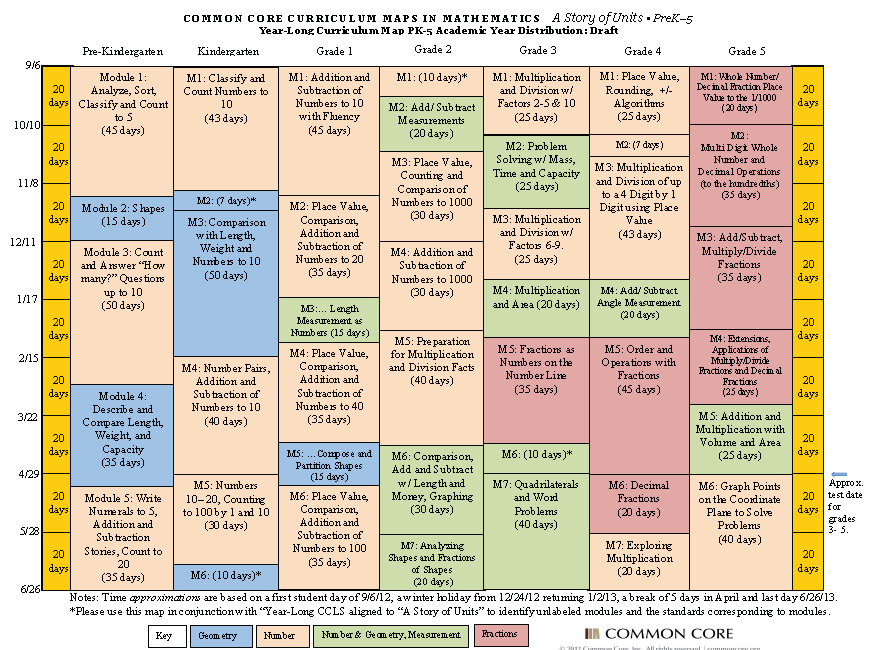 COMMON CORE CURRICULUM MAPS IN MATHEMATICS A Story of Units • PreK–5
Year-Long Curriculum Map PK-5 Academic Year Distribution: Draft
Pre-Kindergarten
Kindergarten
Grade 1
Grade 2
Grade 3
Grade 4
Grade 5
9/6
10/10
11/8
12/11
1/17
2/15
3/22
4/29
5/28
6/26
20
days
20
days
20
days
20
days
20
days
20
days
20
days
20
days
20
days
Module 1:
Analyze, Sort,
Classify and Count
to 5
(45 days)
Module 2: Shapes
(15 days)
Module 3: Count
and Answer “How
many?” Questions
up to 10
(50 days)
Module 4:
Describe and
Compare Length,
Weight, and
Capacity
(35 days)
Module 5: Write
Numerals to 5,
Addition and
Subtraction
Stories, Count to
20
(35 days)
M1: Classify and
Count Numbers to
10
(43 days)
M2: (7 days)*
M3: Comparison
with Length,
Weight and
Numbers to 10
(50 days)
M4: Number Pairs,
Addition and
Subtraction of
Numbers to 10
(40 days)
M5: Numbers
10–20, Counting
to 100 by 1 and 10
(30 days)
M6: (10 days)*
M1: Addition and
Subtraction of
Numbers to 10
with Fluency
(45 days)
M2: Place Value,
Comparison,
Addition and
Subtraction of
Numbers to 20
(35 days)
M3:... Length
Measurement as
Numbers (15 days)
M4: Place Value,
Comparison,
Addition and
Subtraction of
Numbers to 40
(35 days)
M5: ...Compose and
Partition Shapes
(15 days)
M6: Place Value,
Comparison,
Addition and
Subtraction of
Numbers to 100
(35 days)
M1: (10 days)*
M2: Add/ Subtract
Measurements
(20 days)
M3: Place Value,
Counting and
Comparison of
Numbers to 1000
(30 days)
M4: Addition and
Subtraction of
Numbers to 1000
(30 days)
M5: Preparation
for Multiplication
and Division Facts
(40 days)
M6: Comparison,
Add and Subtract
w/ Length and
Money, Graphing
(30 days)
M7: Analyzing
Shapes and Fractions
of Shapes
(20 days)
M1: Multiplication
and Division w/
Factors 2-5 & 10
(25 days)
M2: Problem
Solving w/ Mass,
Time and Capacity
(25 days)
M3: Multiplication
and Division w/
Factors 6-9.
(25 days)
M4: Multiplication
and Area (20 days)
M5: Fractions as
Numbers on the
Number Line
(35 days)
M6: (10 days)*
M7: Quadrilaterals
and Word
Problems
(40 days)
M1: Place Value,
Rounding, +/-
Algorithms
(25 days)
M2: (7 days)
M3: Multiplication
and Division of up
to a 4 Digit by 1
Digit using Place
Value
(43 days)
M4: Add/ Subtract
Angle Measurement
(20 days)
M5: Order and
Operations with
Fractions
(45 days)
M6: Decimal
Fractions
(20 days)
M7: Exploring
Multiplication
(20 days)
M1: Whole Number/
Decimal Fraction Place
Value to the 1/1000
(20 days)
M2:
Multi Digit Whole
Number and
Decimal Operations
(to the hundredths)
(35 days)
M3: Add/Subtract,
Multiply/Divide
Fractions
(35 days)
M4: Extensions,
Applications of
Multiply/Divide
Fractions and Decimal
Fractions
(25 days)
M5: Addition and
Multiplication with
Volume and Area
(25 days)
M6: Graph Points
on the Coordinate
Plane to Solve
Problems
(40 days)
20
days
20
days
20
days
20
days
20
days
20
days
20
days
20
days
20
days
Approx.
test date
for
grades
3- 5.
Notes: Time approximations are based on a first student day of 9/6/12, a winter holiday from 12/24/12 returning 1/2/13, a break of 5 days in April and last day 6/26/13.
*Please use this map in conjunction with “Year-Long CCLS aligned to “A Story of Units” to identify unlabeled modules and the standards corresponding to modules.
Key
Geometry
Number
Number & Geometry, Measurement
Fractions
COMMON CORE
© 2012 Common Core, Inc. All rights reserved. | commoncore.org